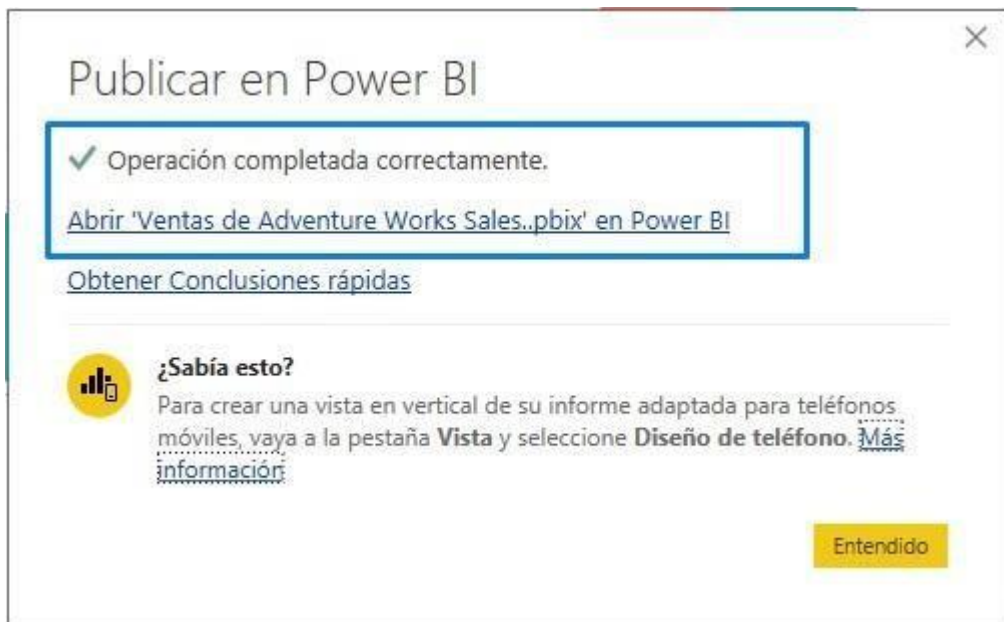 Publicar en Power BI
Operación completada correctamente.
Abrir 'Ventas de Adventure Works Sales..pbix' en Power BI
Obtener Conclusiones rápidas
¿Sabía esto?
Para crear una vista en vertical de su informe adaptada para teléfonos
móviles, vaya a la pestaña Vista y seleccione Diseño de teléfono. Más
información
Entendido